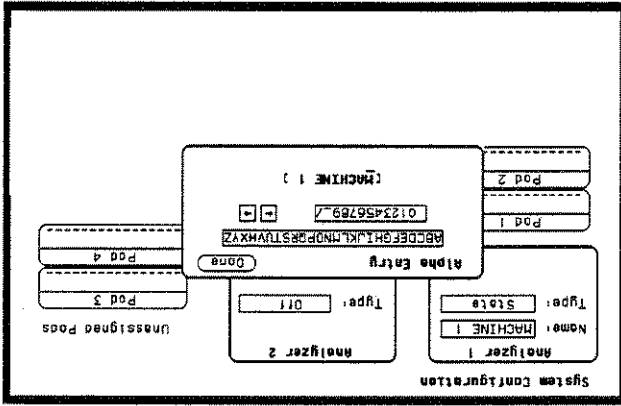 System Configuration
Analyzer 1
Name: MACHINE 1
Type: State
Analyzer 2
Type: Off
Unassigned Pods
Pod 3
Pod 4
Pod 1
Pod 2
Alpha Entry
Done
ABCDEFGHIJKLMNOPQRSTUVWXYZ
0123456789_/
← →
[MACHINE 1 ]